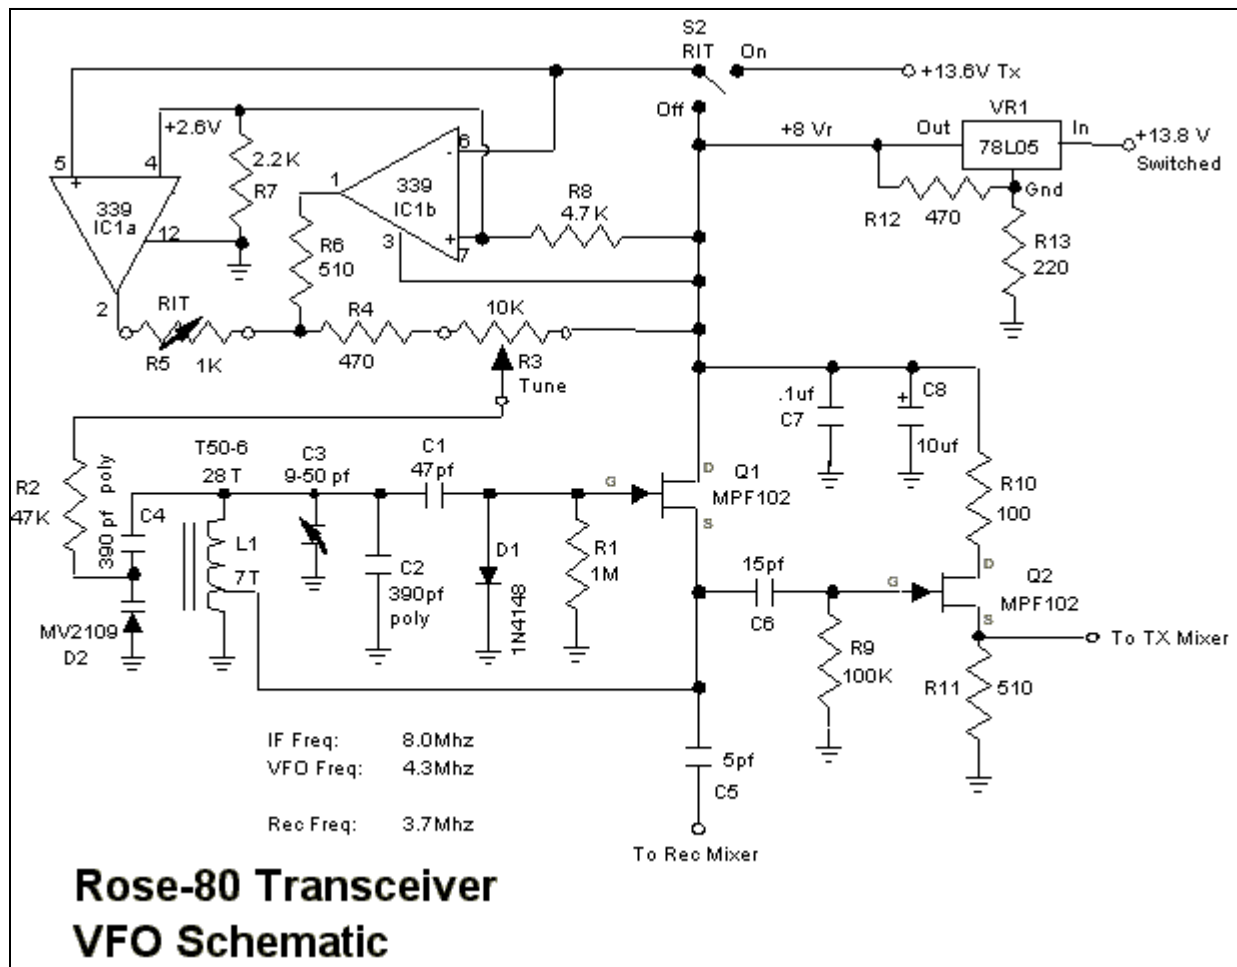 S2
RIT
On
+13.6V Tx
Off
+2.6V
5
4
+
2.2K
R7
339
IC1a
12
2
6
-
1
339
IC1b
3
+
7
R6
510
R8
4.7K
+8 Vr
Out
VR1
78L05
In
+13.8 V
Switched
Gnd
R12
470
R13
220
RIT
R5
1K
R4
470
10K
R3
Tune
.1uf
C7
+
C8
10uf
R10
100
R2
47K
390 pf poly
C4
T50-6
28 T
L1
7T
C3
9-50 pf
C1
47pf
C2
390pf
poly
D1
1N4148
R1
1M
G
D
S
Q1
MPF102
MV2109
D2
15pf
C6
G
D
S
Q2
MPF102
R9
100K
R11
510
To TX Mixer
5pf
C5
To Rec Mixer
IF Freq: 8.0Mhz
VFO Freq: 4.3Mhz
Rec Freq: 3.7Mhz
Rose-80 Transceiver
VFO Schematic